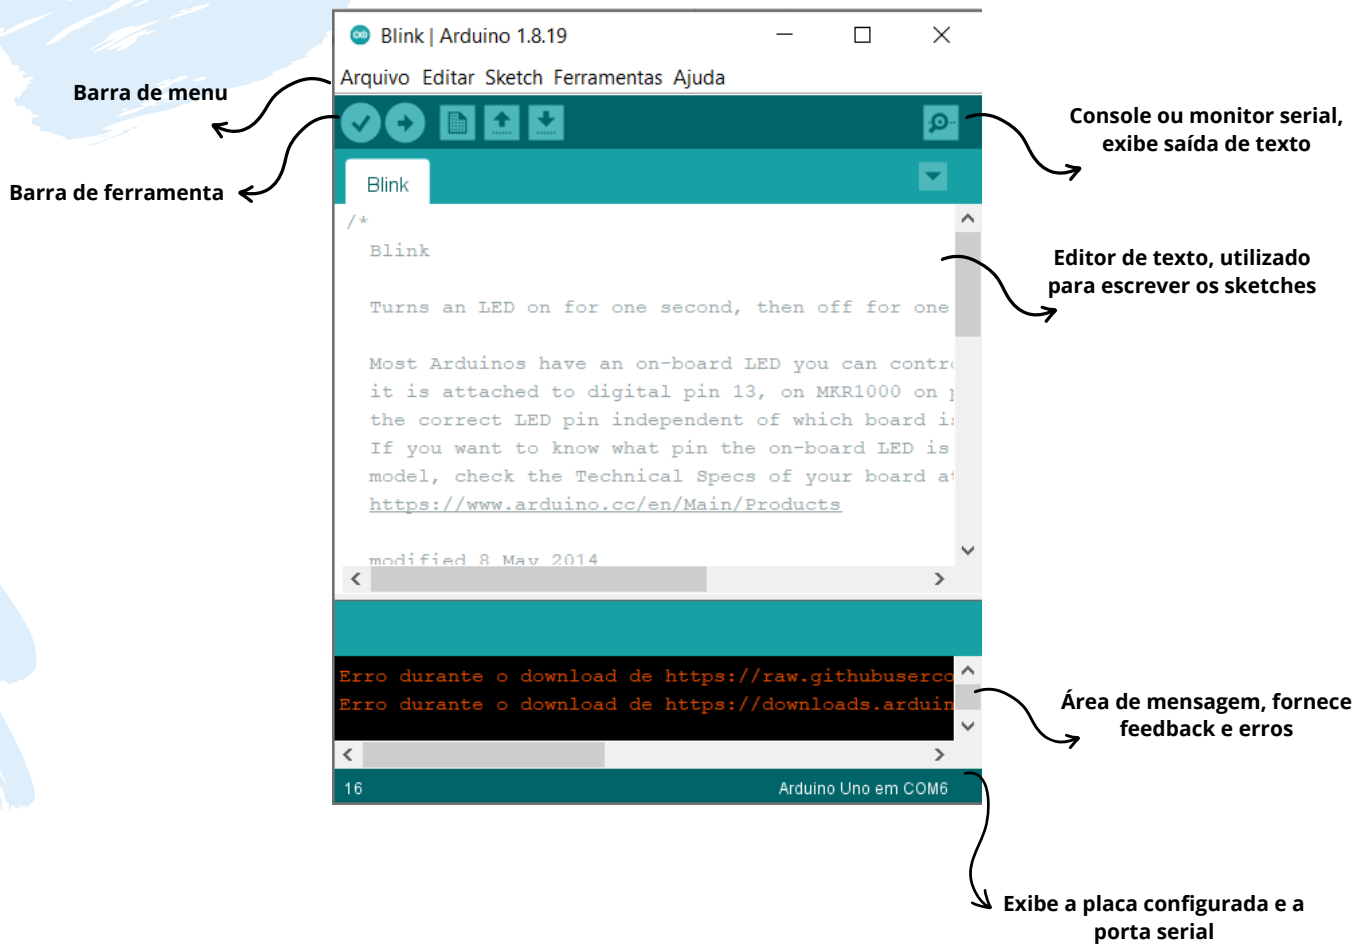 Blink | Arduino 1.8.19
Arquivo Editar Sketch Ferramentas Ajuda
Barra de menu
Barra de ferramenta
Console ou monitor serial,
exibe saída de texto
Blink
/*
Blink
Turns an LED on for one second, then off for one
Most Arduinos have an on-board LED you can contro
it is attached to digital pin 13, on MKR1000 on
the correct LED pin independent of which board is
If you want to know what pin the on-board LED is
model, check the Technical Specs of your board at
https://www.arduino.cc/en/Main/Products
modified 8 May 2014
Editor de texto, utilizado
para escrever os sketches
Erro durante o download de https://raw.githubuserco
Erro durante o download de https://downloads.arduin
Área de mensagem, fornece
feedback e erros
16
Arduino Uno em COM6
Exibe a placa configurada e a
porta serial